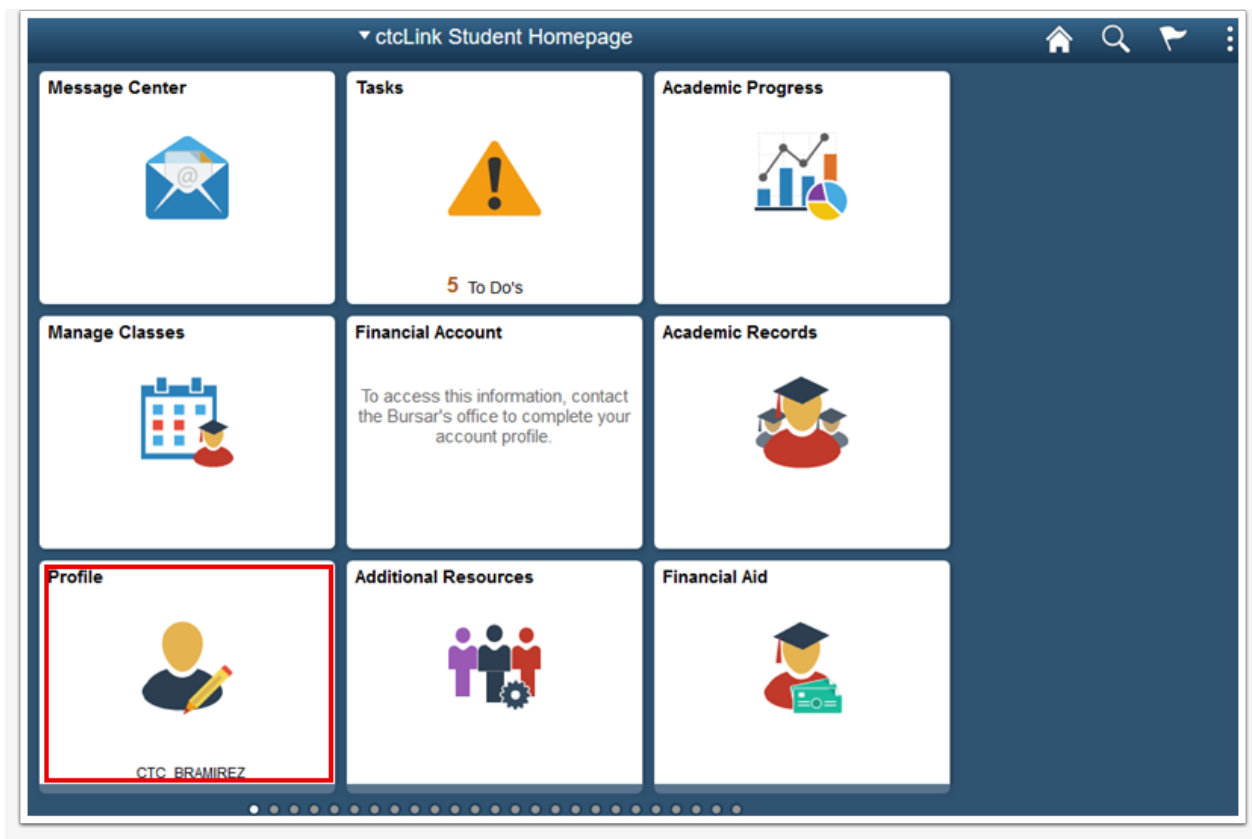 ▾ ctcLink Student Homepage
Message Center
Tasks
Academic Progress
@
5 To Do's
Manage Classes
Financial Account
Academic Records
To access this information, contact
the Bursar's office to complete your
account profile.
Profile
Additional Resources
Financial Aid
CTC_BRAMIREZ